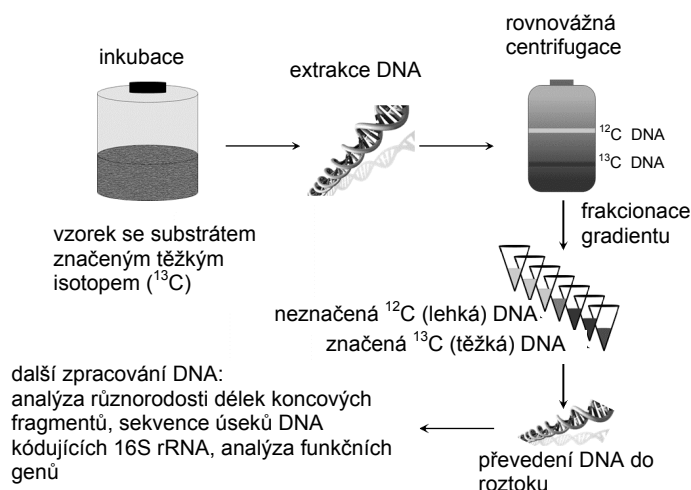 inkubace
extrakce DNA
rovnovážná
centrifugace
¹²C DNA
¹³C DNA
vzorek se substrátem
značeným těžkým
isotopem (¹³C)
frakcionace
gradientu
neznačená ¹²C (lehká) DNA
značená ¹³C (těžká) DNA
další zpracování DNA:
analýza různorodosti délek koncových
fragmentů, sekvence úseků DNA
kódujících 16S rRNA, analýza funkčních
genů
převedení DNA do
roztoku